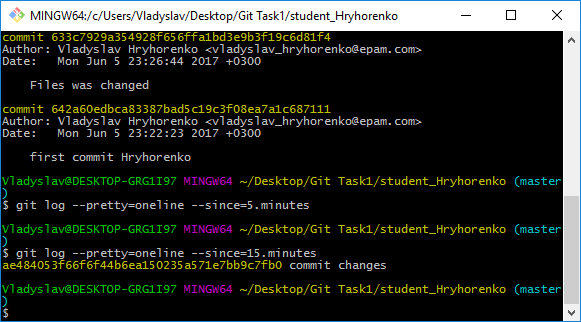 MINGW64:/c/Users/Vladyslav/Desktop/Git Task1/student_Hryhorenko
commit 633c7929a354928f656ffa1bd3e9b3f19c6d81f4
Author: Vladyslav Hryhorenko <vladyslav_hryhorenko@epam.com>
Date:   Mon Jun 5 23:26:44 2017 +0300
    Files was changed
commit 642a60edbca83387bad5c19c3f08ea7a1c687111
Author: Vladyslav Hryhorenko <vladyslav_hryhorenko@epam.com>
Date:   Mon Jun 5 23:22:23 2017 +0300
    first commit Hryhorenko
Vladyslav@DESKTOP-GRG1I97 MINGW64 ~/Desktop/Git Task1/student_Hryhorenko (master
)
$ git log --pretty=oneline --since=5.minutes
Vladyslav@DESKTOP-GRG1I97 MINGW64 ~/Desktop/Git Task1/student_Hryhorenko (master
)
$ git log --pretty=oneline --since=15.minutes
ae484053f66f6f44b6ea150235a571e7bb9c7fb0 commit changes
Vladyslav@DESKTOP-GRG1I97 MINGW64 ~/Desktop/Git Task1/student_Hryhorenko (master
)
$